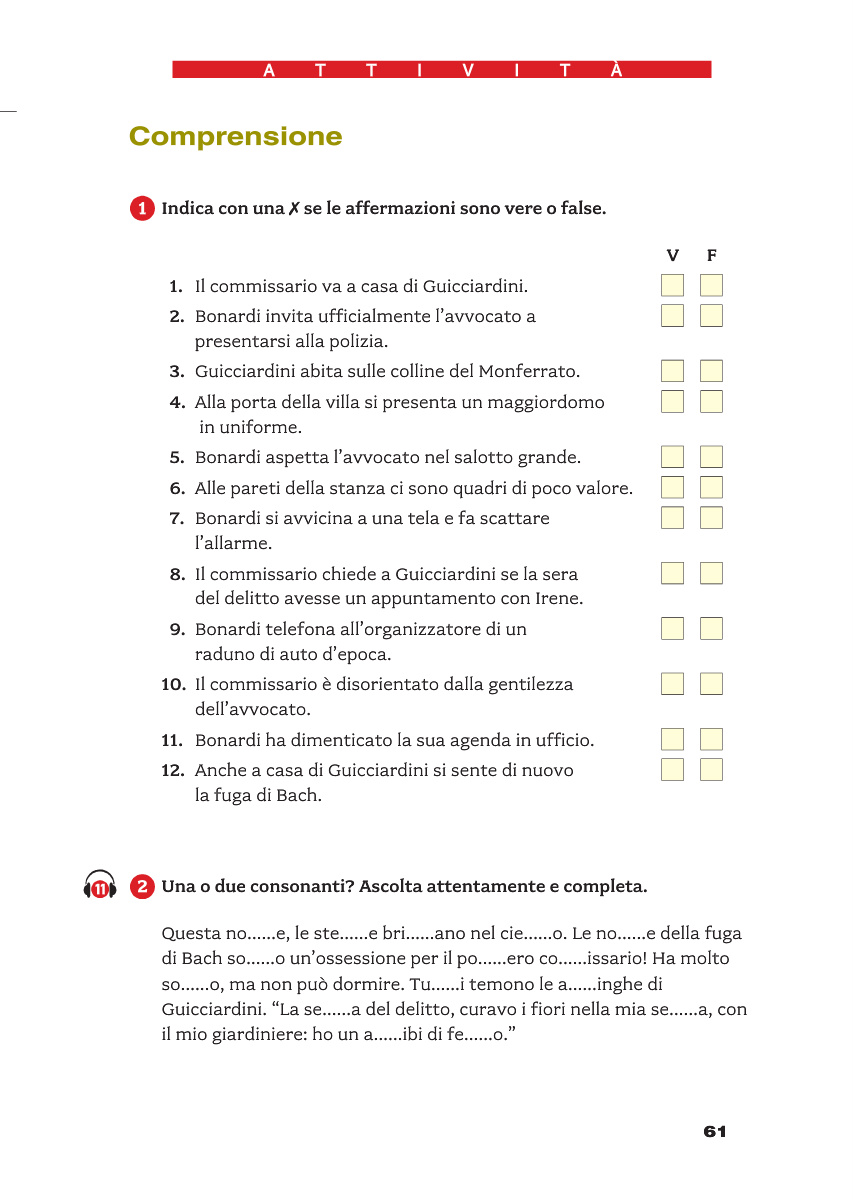 ATTIVITÀ
Comprensione
1 Indica con una ✗ se le affermazioni sono vere o false.
V F
1. Il commissario va a casa di Guicciardini.
2. Bonardi invita ufficialmente l’avvocato a
presentarsi alla polizia.
3. Guicciardini abita sulle colline del Monferrato.
4. Alla porta della villa si presenta un maggiordomo
in uniforme.
5. Bonardi aspetta l’avvocato nel salotto grande.
6. Alle pareti della stanza ci sono quadri di poco valore.
7. Bonardi si avvicina a una tela e fa scattare
l’allarme.
8. Il commissario chiede a Guicciardini se la sera
del delitto avesse un appuntamento con Irene.
9. Bonardi telefona all’organizzatore di un
raduno di auto d’epoca.
10. Il commissario è disorientato dalla gentilezza
dell’avvocato.
11. Bonardi ha dimenticato la sua agenda in ufficio.
12. Anche a casa di Guicciardini si sente di nuovo
la fuga di Bach.
11 2 Una o due consonanti? Ascolta attentamente e completa.
Questa no......e, le ste......e bri......ano nel cie......o. Le no......e della fuga
di Bach so......o un’ossessione per il po......ero co......issario! Ha molto
so......o, ma non può dormire. Tu......i temono le a......inghe di
Guicciardini. “La se......a del delitto, curavo i fiori nella mia se......a, con
il mio giardiniere: ho un a......ibi di fe......o.”
61